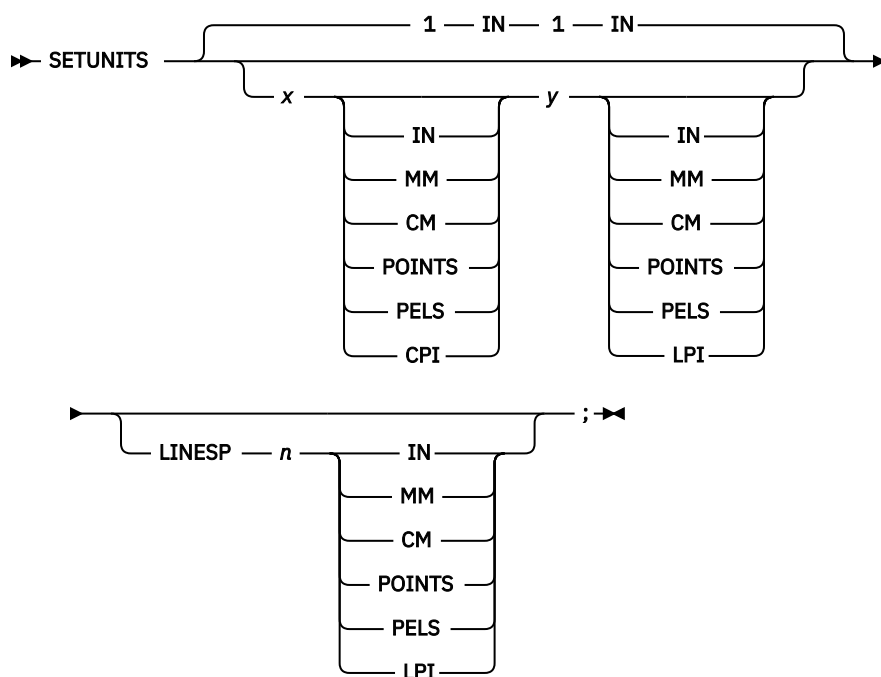 1 IN 1 IN
SETUNITS
x y
IN IN
MM MM
CM CM
POINTS POINTS
PELS PELS
CPI LPI
;
LINESP n IN
MM
CM
POINTS
PELS
LPI